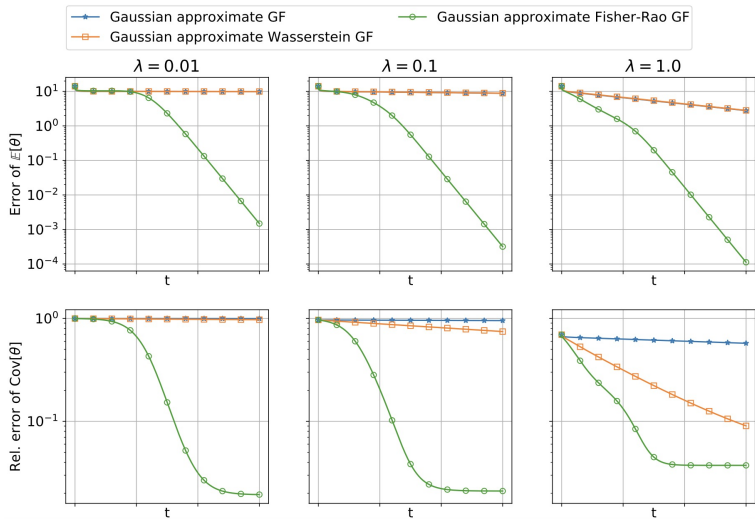 Gaussian approximate GF
Gaussian approximate Wasserstein GF
Gaussian approximate Fisher-Rao GF
λ = 0.01
λ = 0.1
λ = 1.0
Error of 𝔼[θ]
10¹
10⁰
10⁻¹
10⁻²
10⁻³
10⁻⁴
t
t
t
Rel. error of Cov[θ]
10⁰
10⁻¹
t
t
t